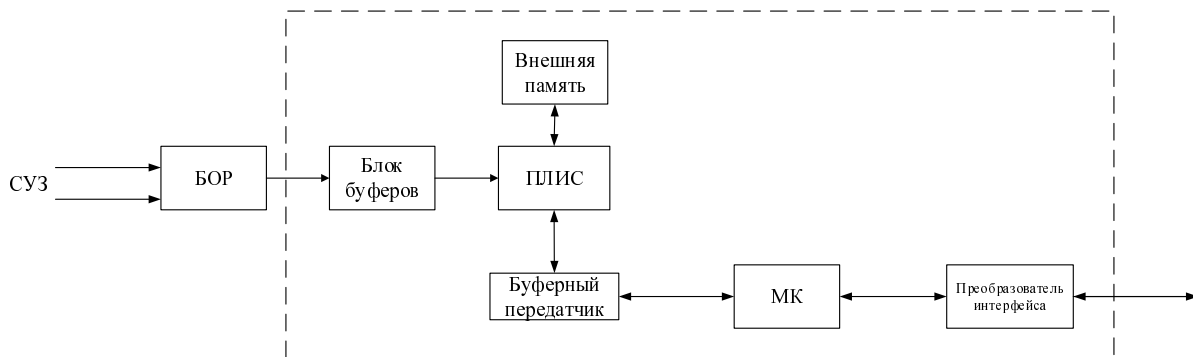 Внешняя
память
СУЗ
БОР
Блок
буферов
ПЛИС
Буферный
передатчик
МК
Преобразователь
интерфейса